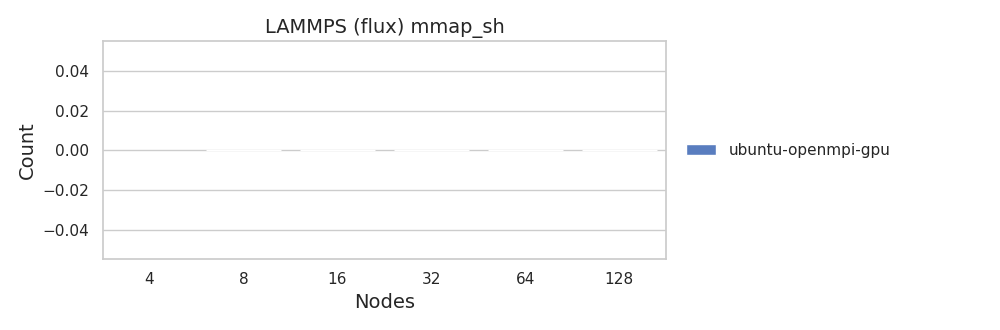 LAMMPS (flux) mmap_sh
0.04
0.02
0.00
−0.02
−0.04
Count
4 8 16 32 64 128
Nodes
ubuntu-openmpi-gpu